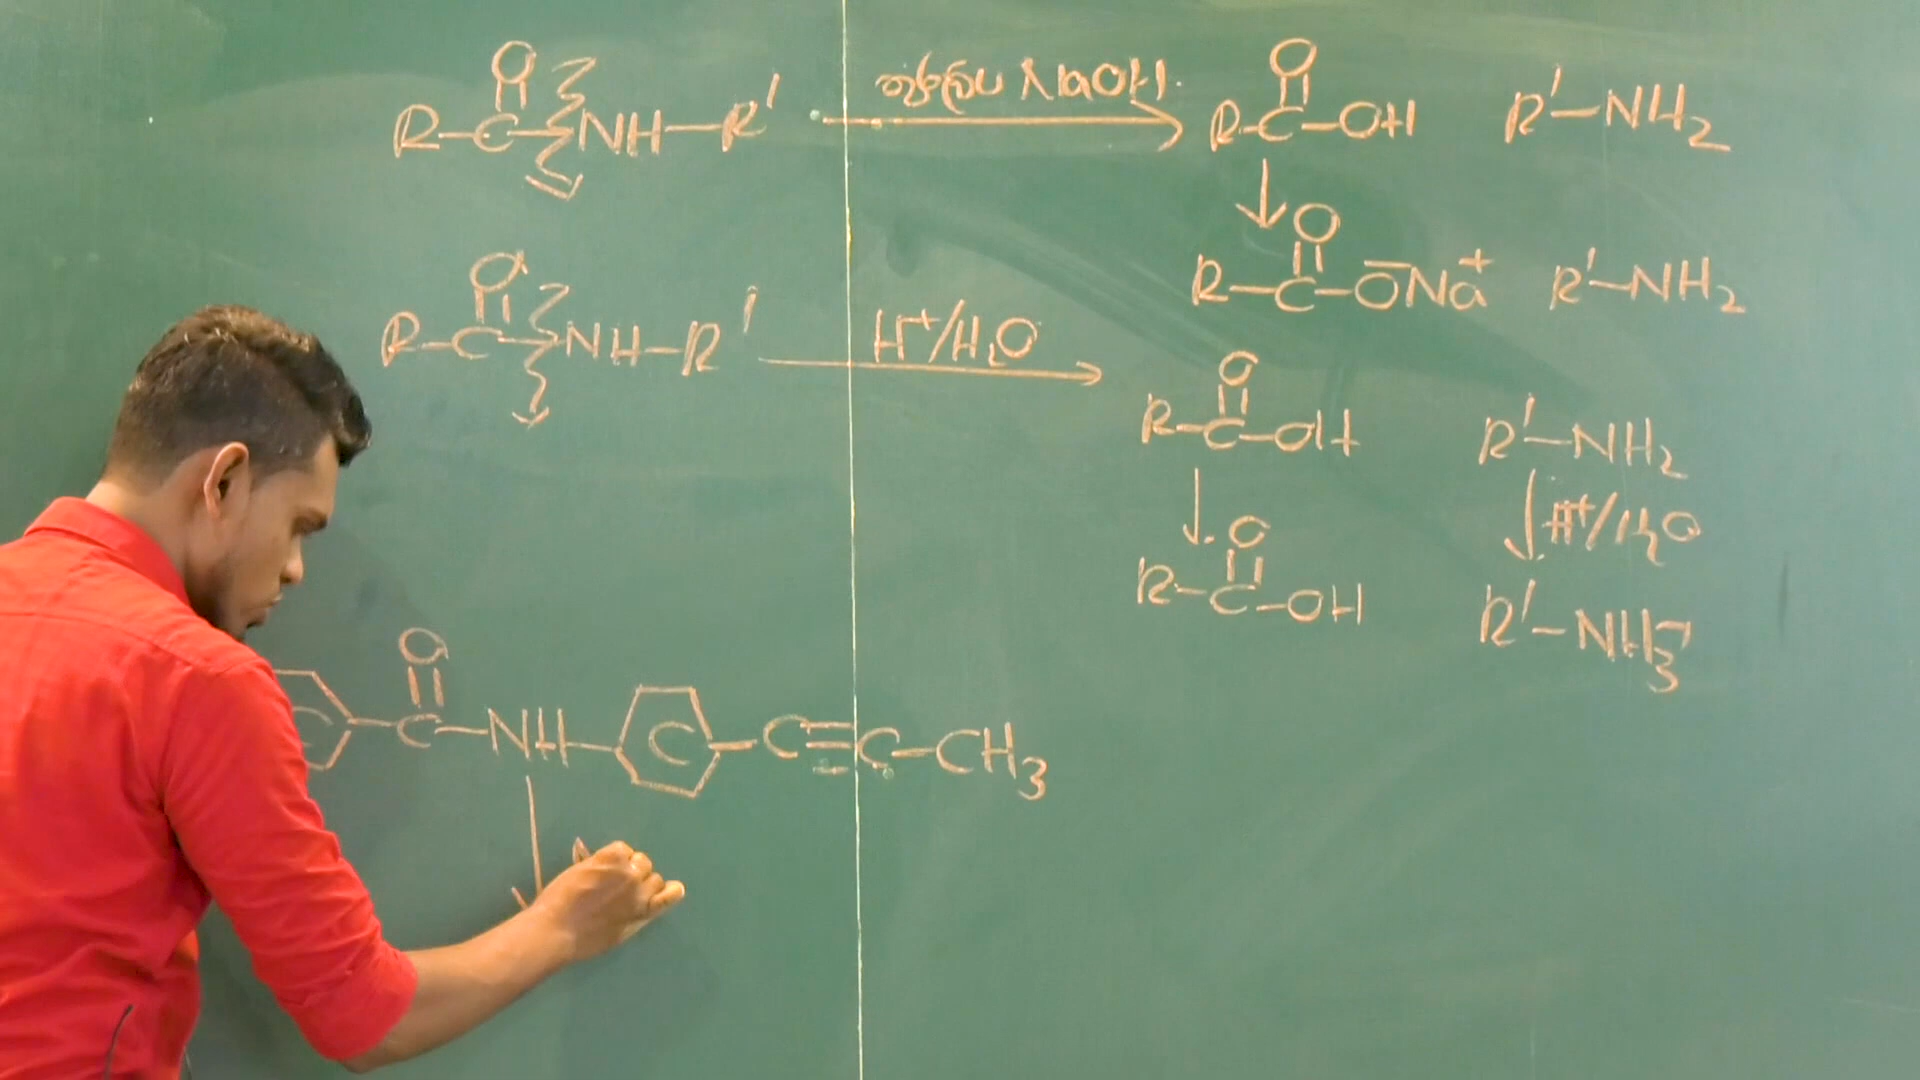 O
R-C-NH-R'
ජලීය NaOH.
O
R-C-OH R'-NH2
O
R-C-O⁻Na⁺ R'-NH2
O
R-C-NH-R'
H⁺/H2O
O
R-C-OH R'-NH2
H⁺/H2O
O
R-C-OH R'-NH3⁺
O
C-C-NH-C-C≡C-CH3